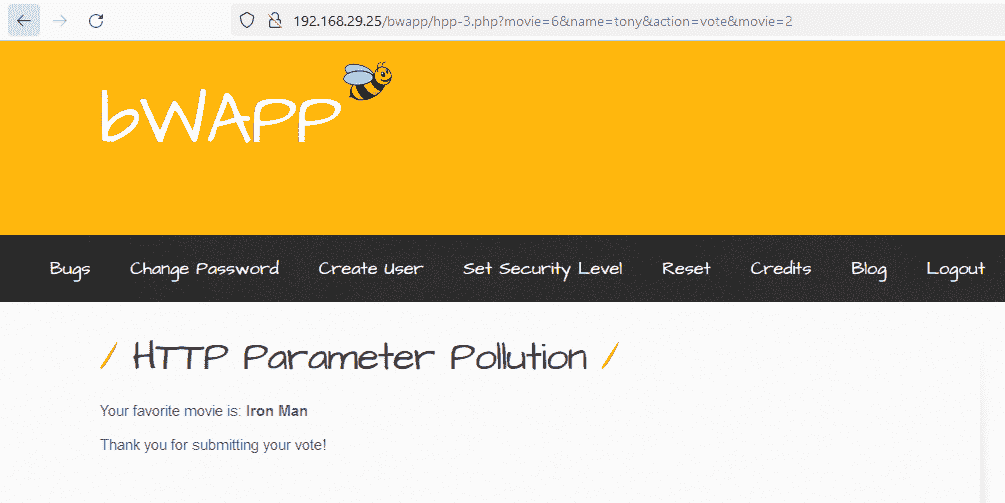 192.168.29.25/bwapp/hpp-3.php?movie=6&name=tony&action=vote&movie=2
bWAPP
Bugs Change Password Create User Set Security Level Reset Credits Blog Logout
/ HTTP Parameter Pollution /
Your favorite movie is: Iron Man
Thank you for submitting your vote!